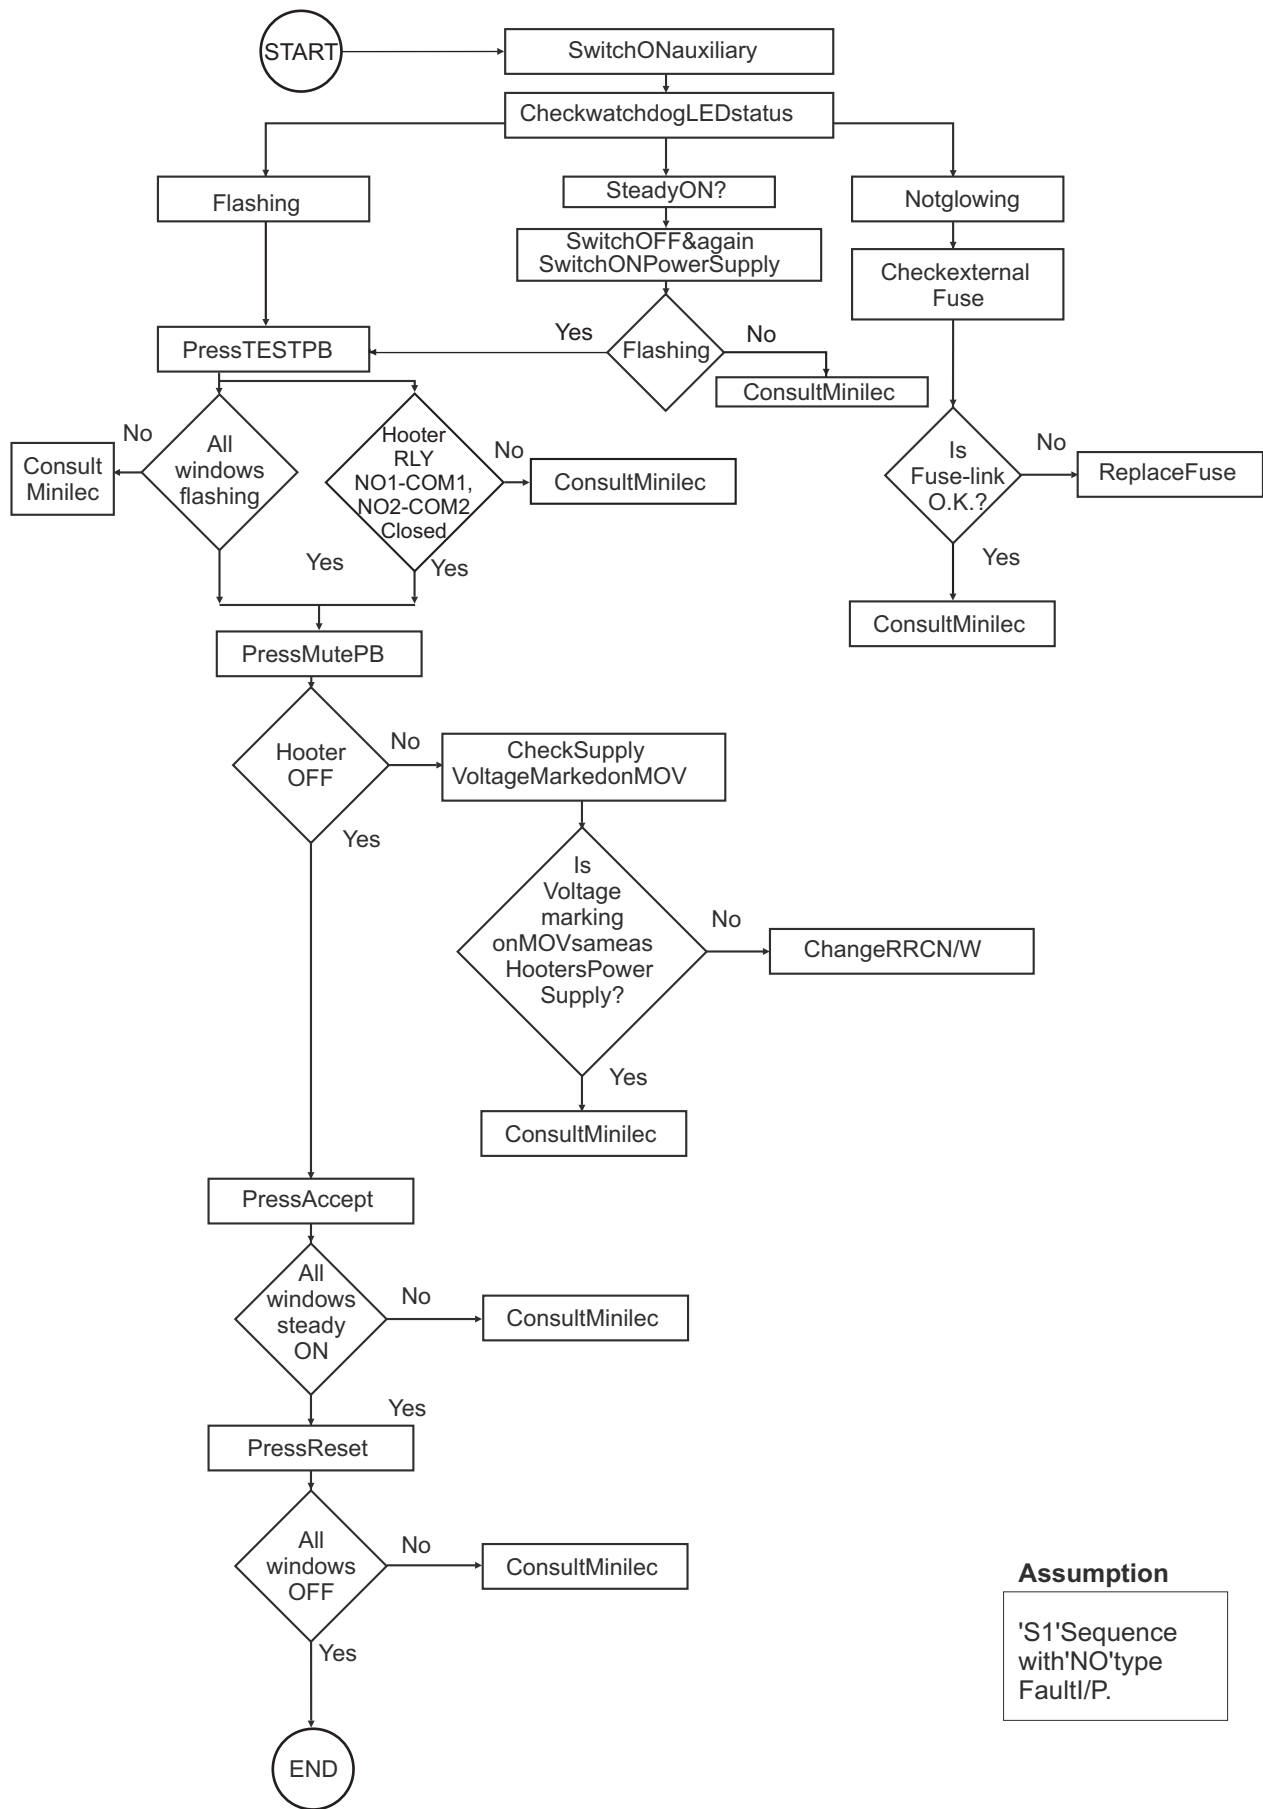 START
SwitchONauxiliary
CheckwatchdogLEDstatus
Flashing
SteadyON?
Notglowing
SwitchOFF&again
SwitchONPowerSupply
Checkexternal
Fuse
PressTESTPB
Yes
Flashing
No
ConsultMinilec
No
Consult
Minilec
All
windows
flashing
Hooter
RLY
NO1-COM1,
NO2-COM2
Closed
No
ConsultMinilec
Is
Fuse-link
O.K.?
No
ReplaceFuse
Yes
Yes
Yes
ConsultMinilec
PressMutePB
Hooter
OFF
No
CheckSupply
VoltageMarkedonMOV
Yes
Is
Voltage
marking
onMOVsameas
HootersPower
Supply?
No
ChangeRRCN/W
Yes
ConsultMinilec
PressAccept
All
windows
steady
ON
No
ConsultMinilec
Yes
PressReset
All
windows
OFF
No
ConsultMinilec
Yes
END
Assumption
'S1'Sequence
with'NO'type
FaultI/P.